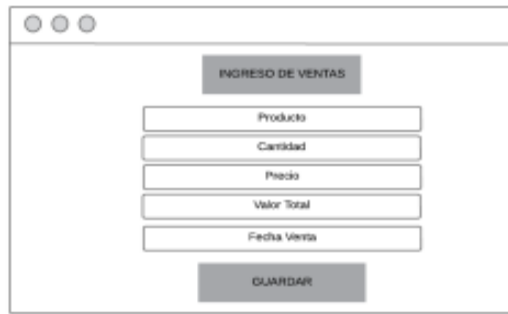 INGRESO DE VENTAS
Producto
Cantidad
Precio
Valor Total
Fecha Venta
GUARDAR